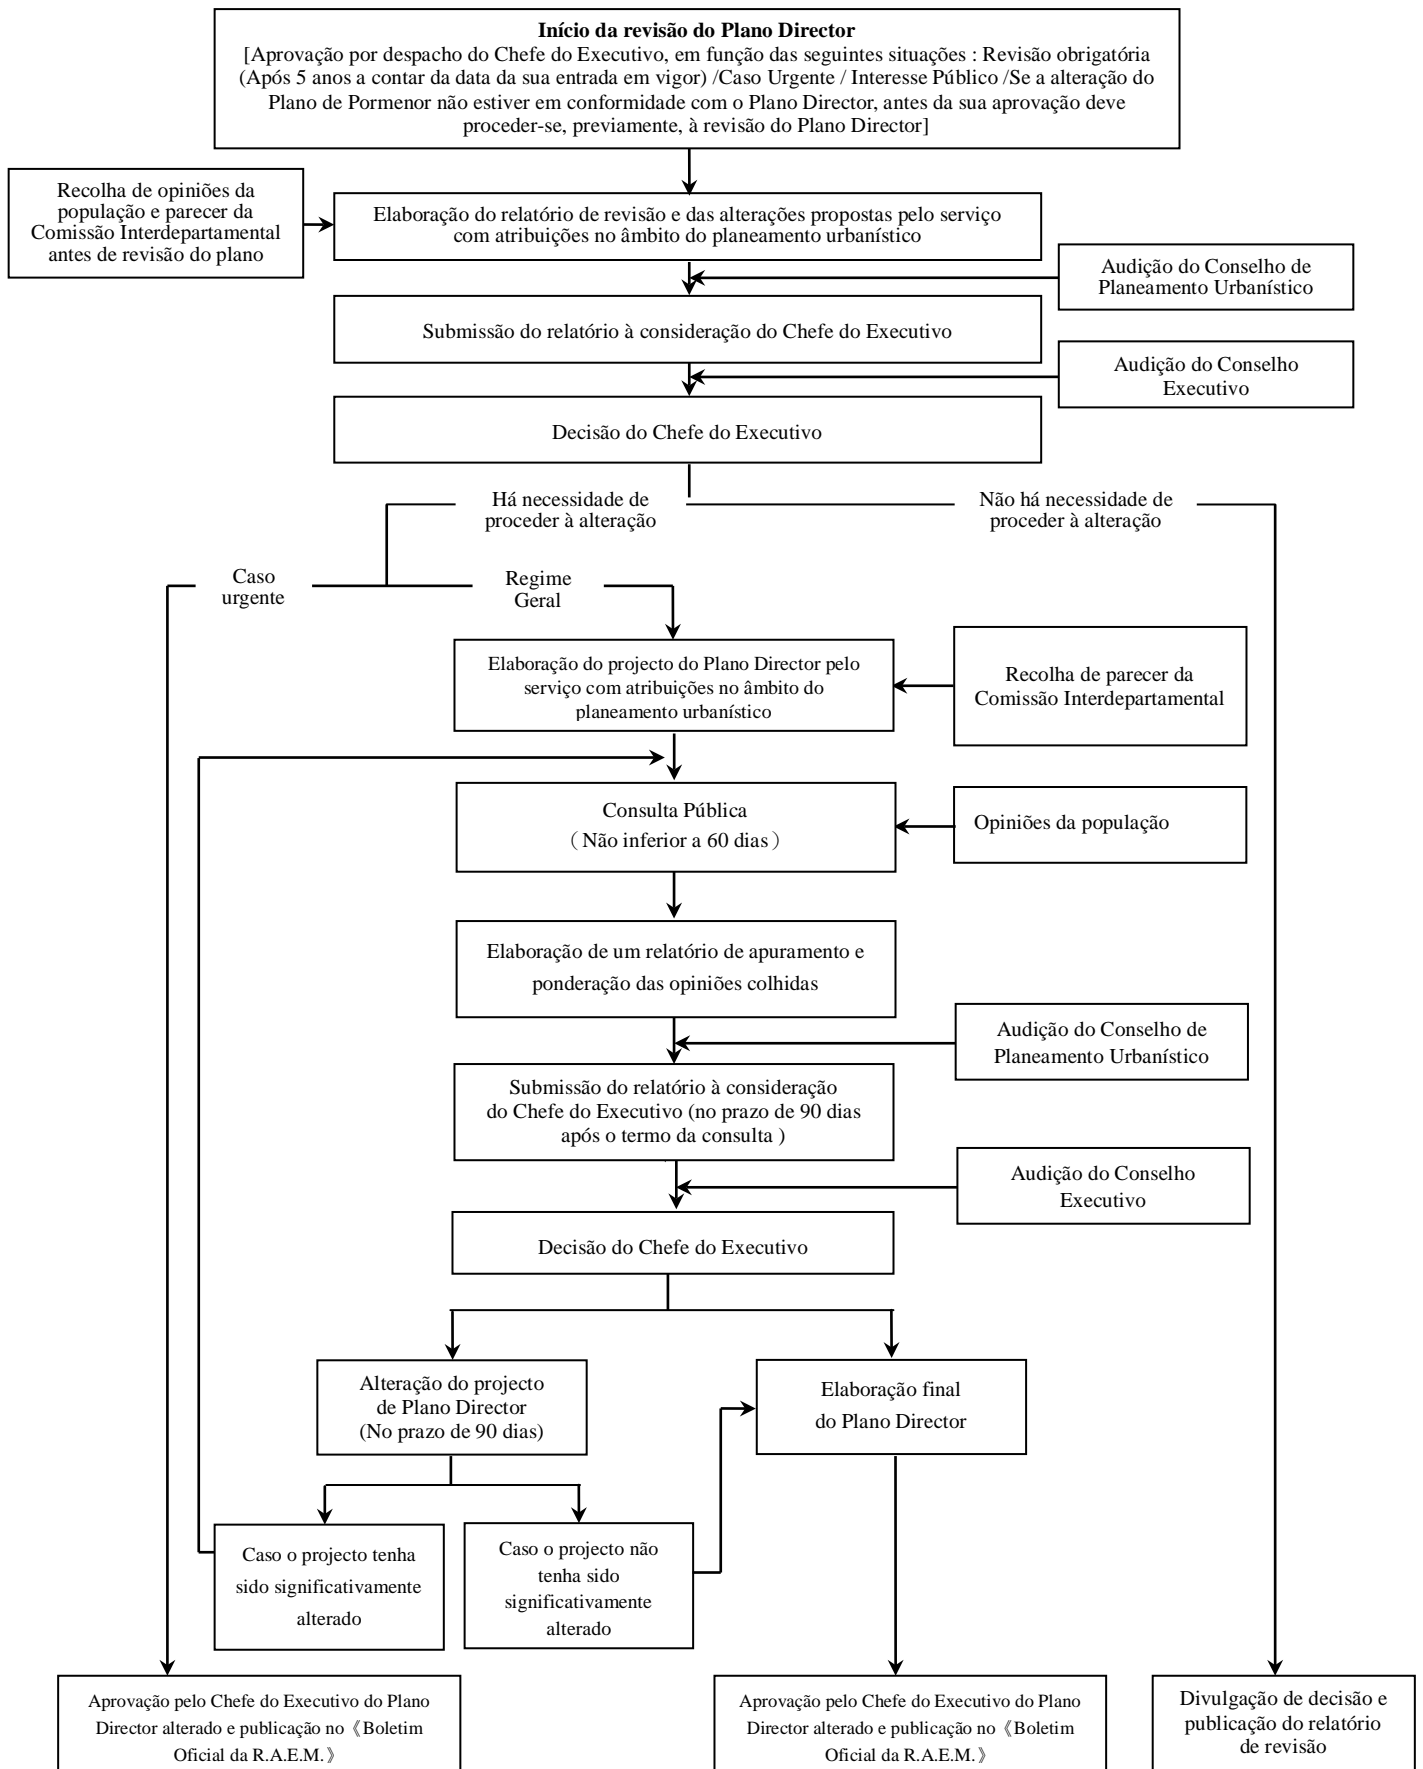 Início da revisão do Plano Director
[Aprovação por despacho do Chefe do Executivo, em função das seguintes situações : Revisão obrigatória
(Após 5 anos a contar da data da sua entrada em vigor) /Caso Urgente / Interesse Público /Se a alteração do
Plano de Pormenor não estiver em conformidade com o Plano Director, antes da sua aprovação deve
proceder-se, previamente, à revisão do Plano Director]
Recolha de opiniões da
população e parecer da
Comissão Interdepartamental
antes de revisão do plano
Elaboração do relatório de revisão e das alterações propostas pelo serviço
com atribuições no âmbito do planeamento urbanístico
Audição do Conselho de
Planeamento Urbanístico
Submissão do relatório à consideração do Chefe do Executivo
Audição do Conselho
Executivo
Decisão do Chefe do Executivo
Há necessidade de
proceder à alteração
Não há necessidade de
proceder à alteração
Caso
urgente
Regime
Geral
Elaboração do projecto do Plano Director pelo
serviço com atribuições no âmbito do
planeamento urbanístico
Recolha de parecer da
Comissão Interdepartamental
Consulta Pública
（Não inferior a 60 dias）
Opiniões da população
Elaboração de um relatório de apuramento e
ponderação das opiniões colhidas
Audição do Conselho de
Planeamento Urbanístico
Submissão do relatório à consideração
do Chefe do Executivo (no prazo de 90 dias
após o termo da consulta )
Audição do Conselho
Executivo
Decisão do Chefe do Executivo
Alteração do projecto
de Plano Director
(No prazo de 90 dias)
Elaboração final
do Plano Director
Caso o projecto tenha
sido significativamente
alterado
Caso o projecto não
tenha sido
significativamente
alterado
Aprovação pelo Chefe do Executivo do Plano
Director alterado e publicação no《Boletim
Oficial da R.A.E.M.》
Aprovação pelo Chefe do Executivo do Plano
Director alterado e publicação no《Boletim
Oficial da R.A.E.M.》
Divulgação de decisão e
publicação do relatório
de revisão